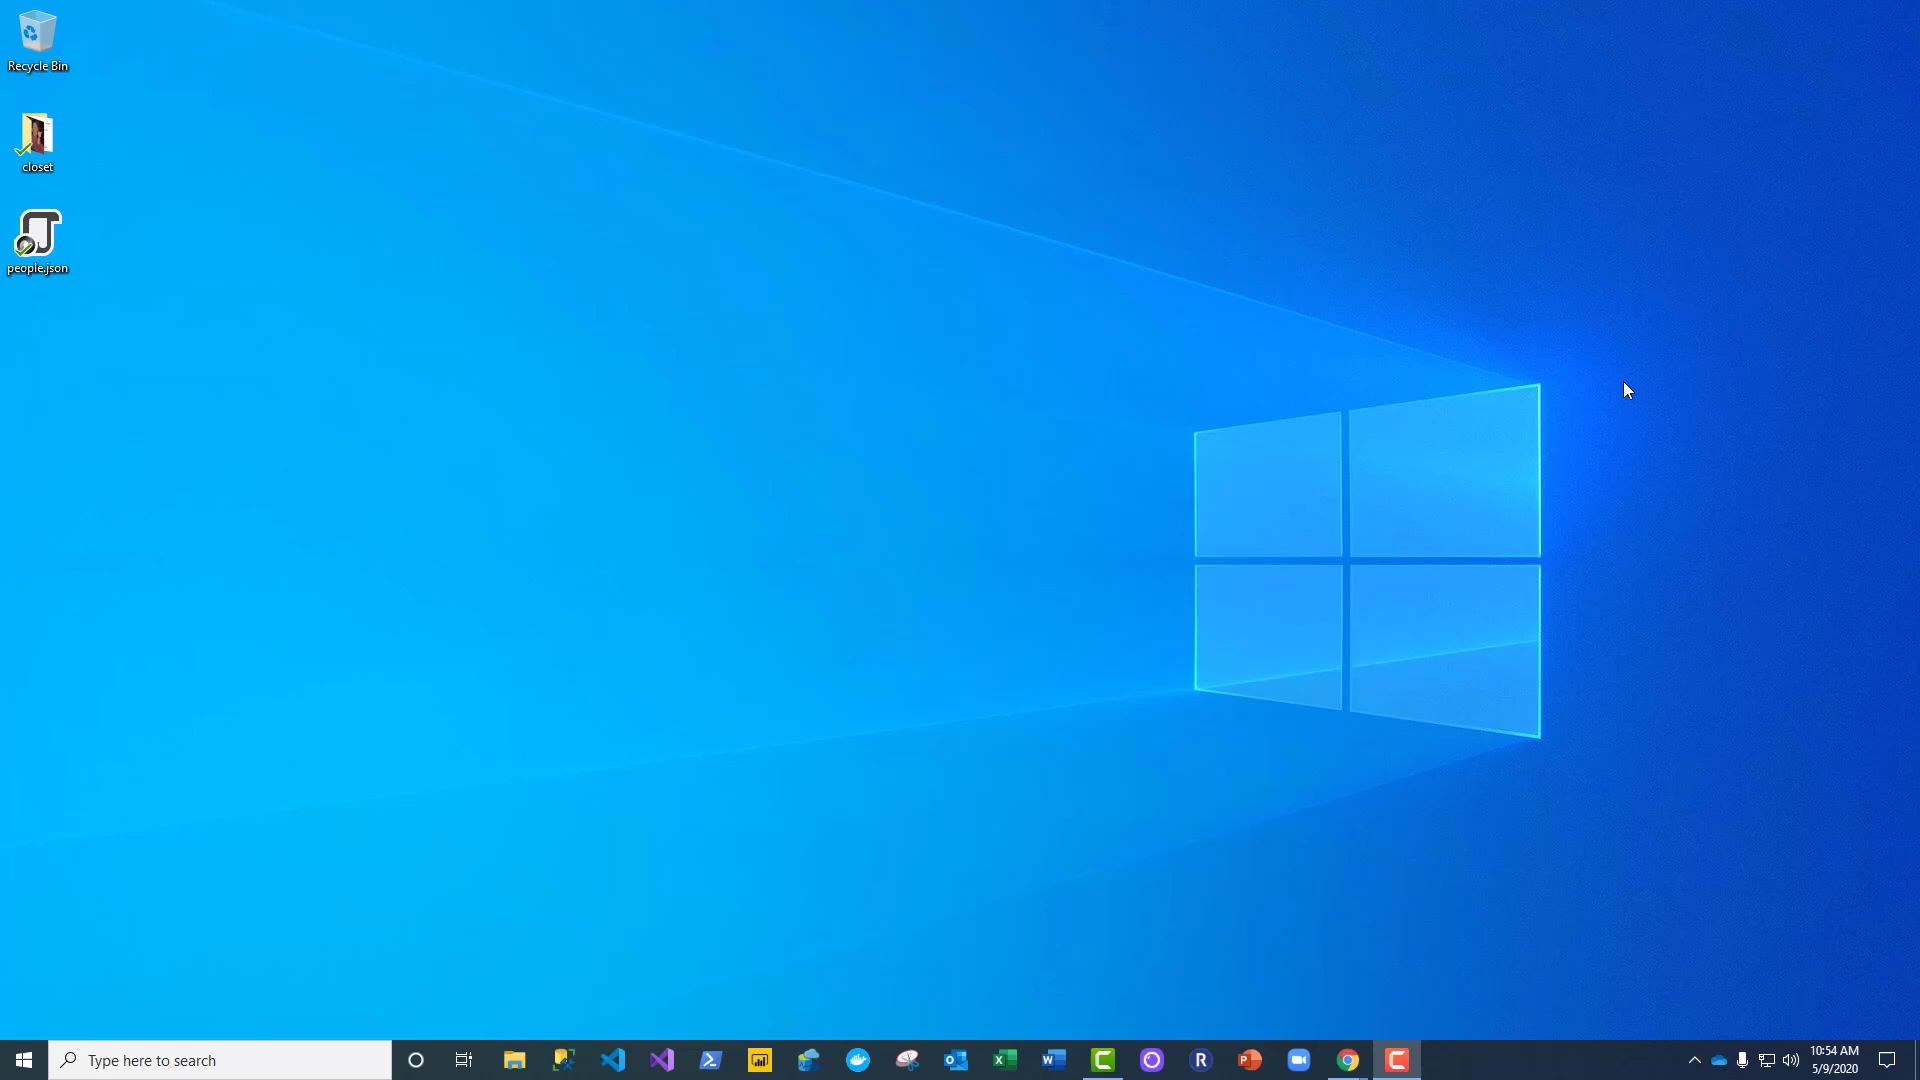 Recycle Bin
closet
people.json
Type here to search
10:54 AM
5/9/2020